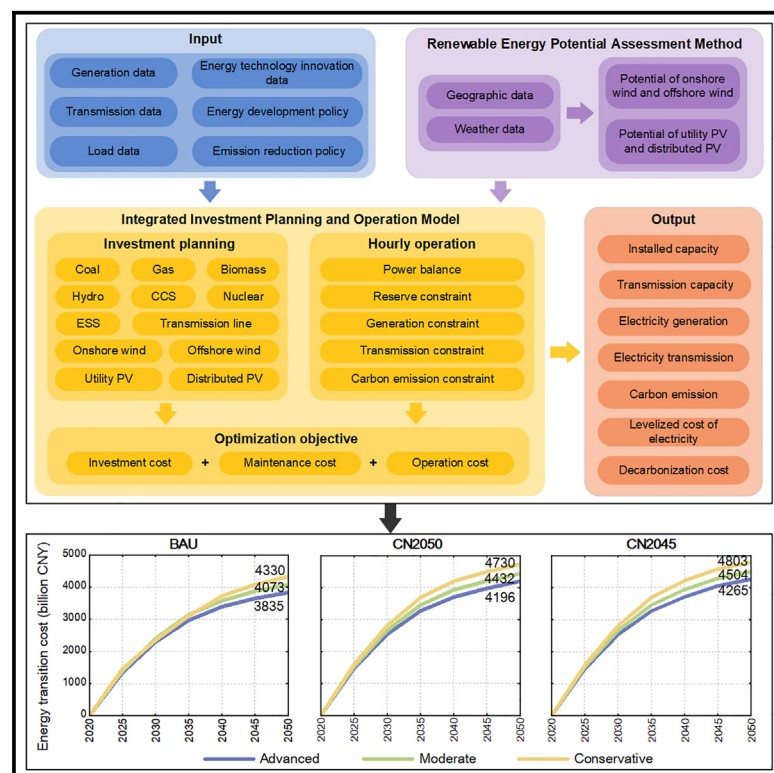 Input
Generation data
Energy technology innovation
data
Transmission data
Energy development policy
Load data
Emission reduction policy
Renewable Energy Potential Assessment Method
Geographic data
Weather data
Potential of onshore
wind and offshore wind
Potential of utility PV
and distributed PV
Integrated Investment Planning and Operation Model
Investment planning
Coal
Gas
Biomass
Hydro
CCS
Nuclear
ESS
Transmission line
Onshore wind
Offshore wind
Utility PV
Distributed PV
Hourly operation
Power balance
Reserve constraint
Generation constraint
Transmission constraint
Carbon emission constraint
Optimization objective
Investment cost + Maintenance cost + Operation cost
Output
Installed capacity
Transmission capacity
Electricity generation
Electricity transmission
Carbon emission
Levelized cost of
electricity
Decarbonization cost
Energy transition cost (billion CNY)
5000
4000
3000
2000
1000
0
BAU
4330
4073
3835
2020 2025 2030 2035 2040 2045 2050
CN2050
4730
4432
4196
2020 2025 2030 2035 2040 2045 2050
CN2045
4803
4504
4265
2020 2025 2030 2035 2040 2045 2050
Advanced Moderate Conservative